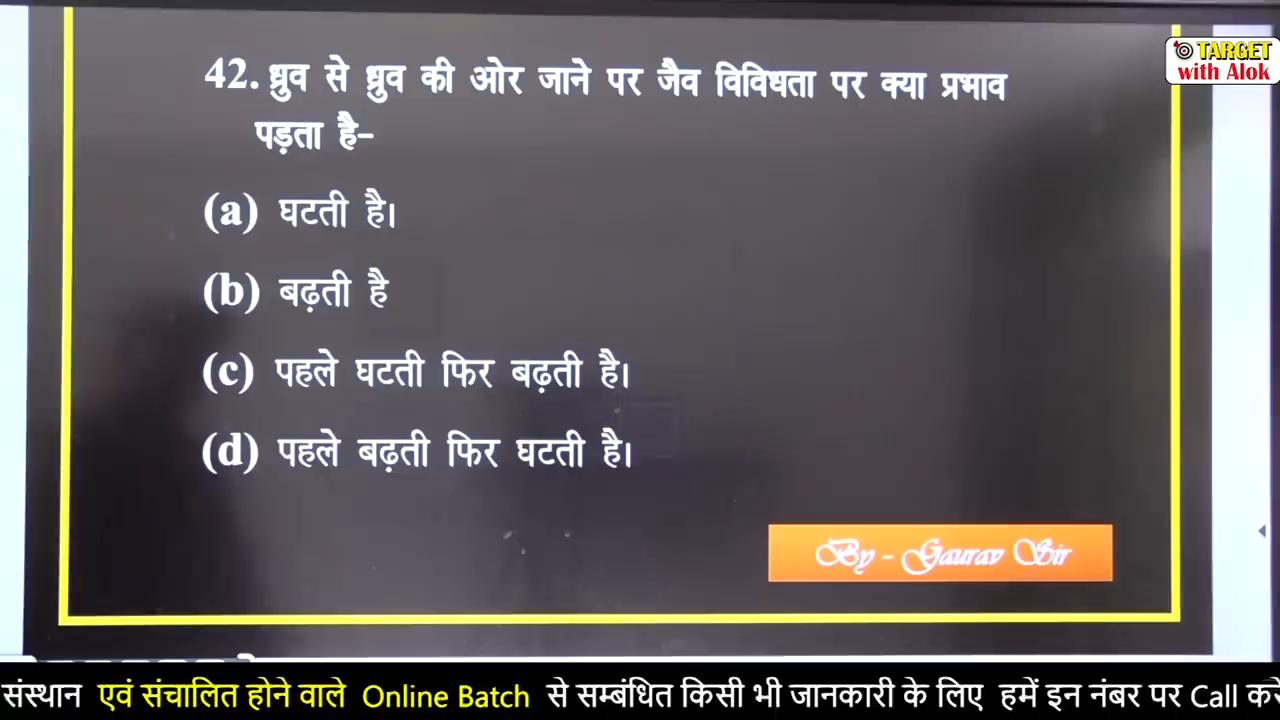 TARGET
with Alok
42. ध्रुव से ध्रुव की ओर जाने पर जैव विविधता पर क्या प्रभाव
पड़ता है-
(a) घटती है।
(b) बढ़ती है
(c) पहले घटती फिर बढ़ती है।
(d) पहले बढ़ती फिर घटती है।
By - Gaurav Sir
संस्थान एवं संचालित होने वाले Online Batch से सम्बंधित किसी भी जानकारी के लिए हमें इन नंबर पर Call करे